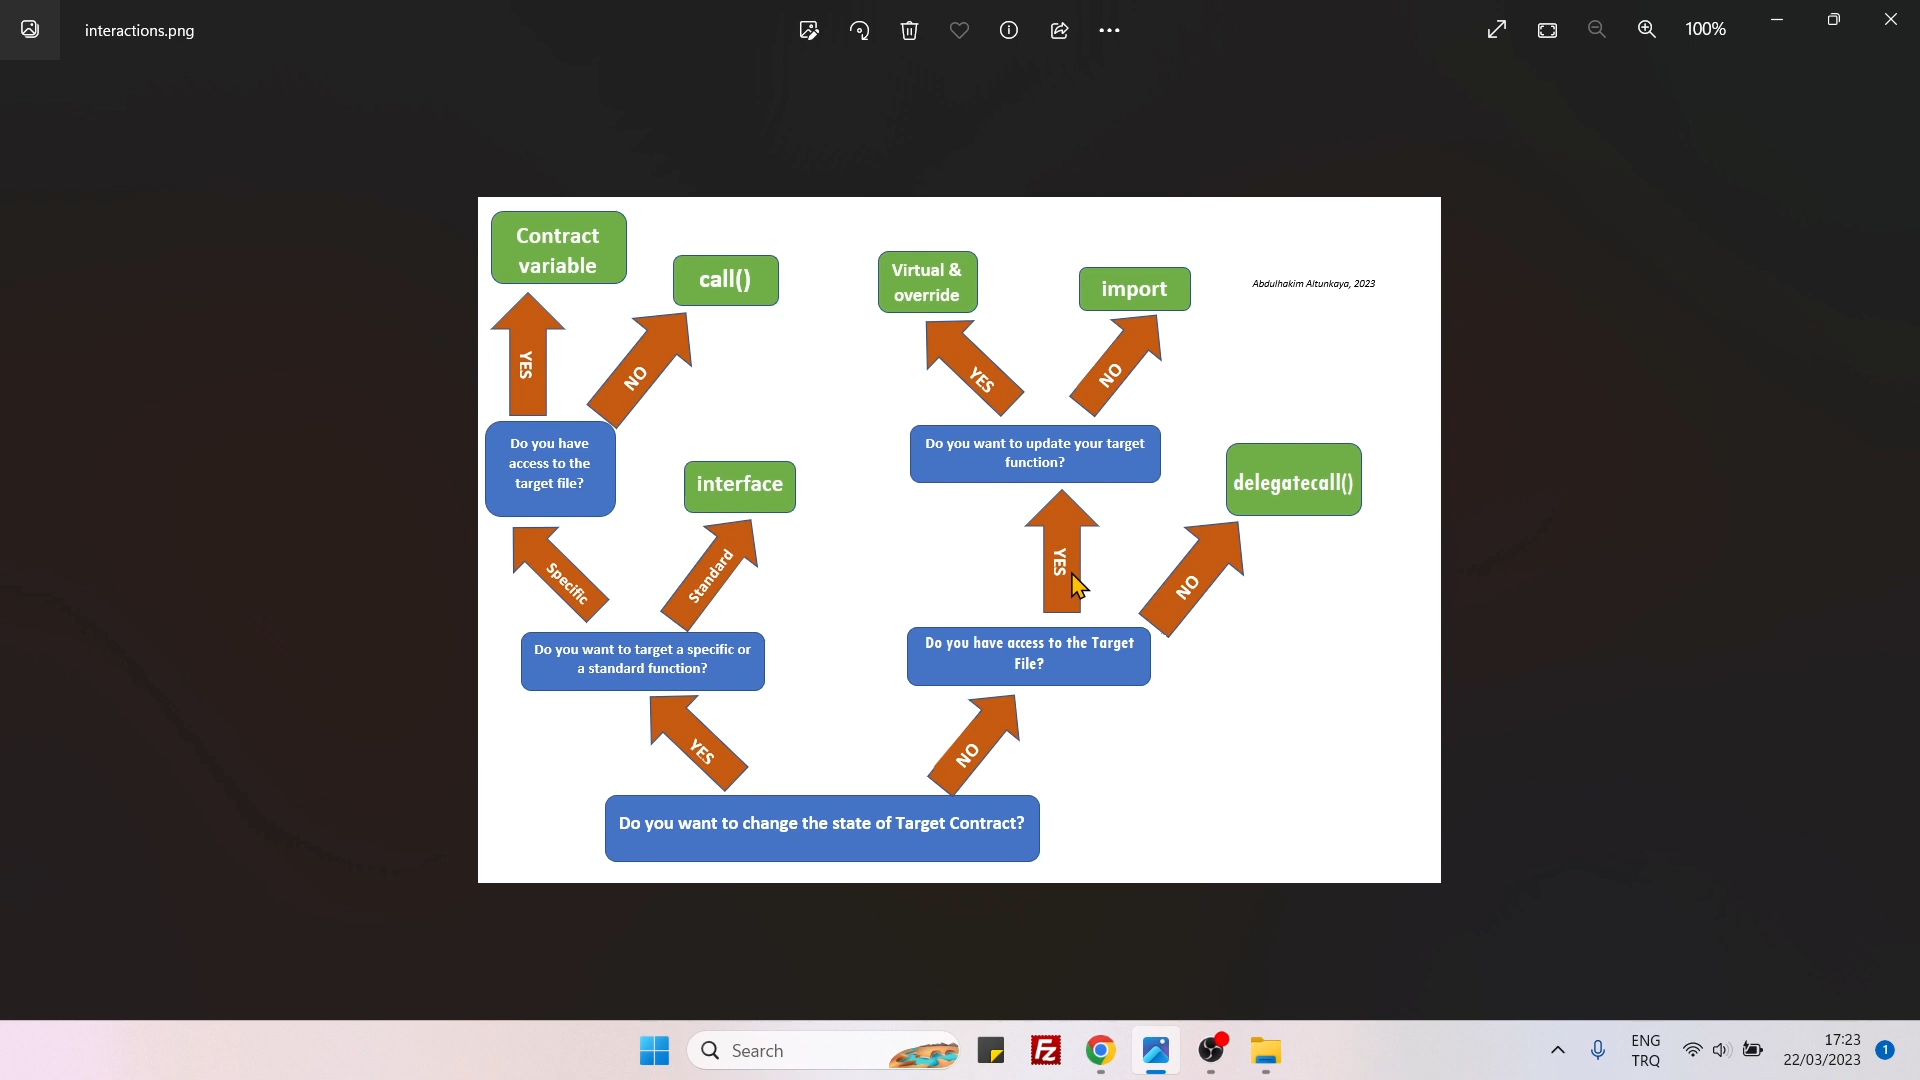 interactions.png
100%
Contract
variable
call()
Virtual &
override
import
Abdulhakim Altunkaya, 2023
YES
NO
YES
NO
Do you have
access to the
target file?
interface
Do you want to update your target
function?
delegatecall()
Specific
Standard
YES
NO
Do you want to target a specific or
a standard function?
Do you have access to the Target
File?
YES
NO
Do you want to change the state of Target Contract?
Search
FZ
ENG
TRQ
17:23
22/03/2023
1